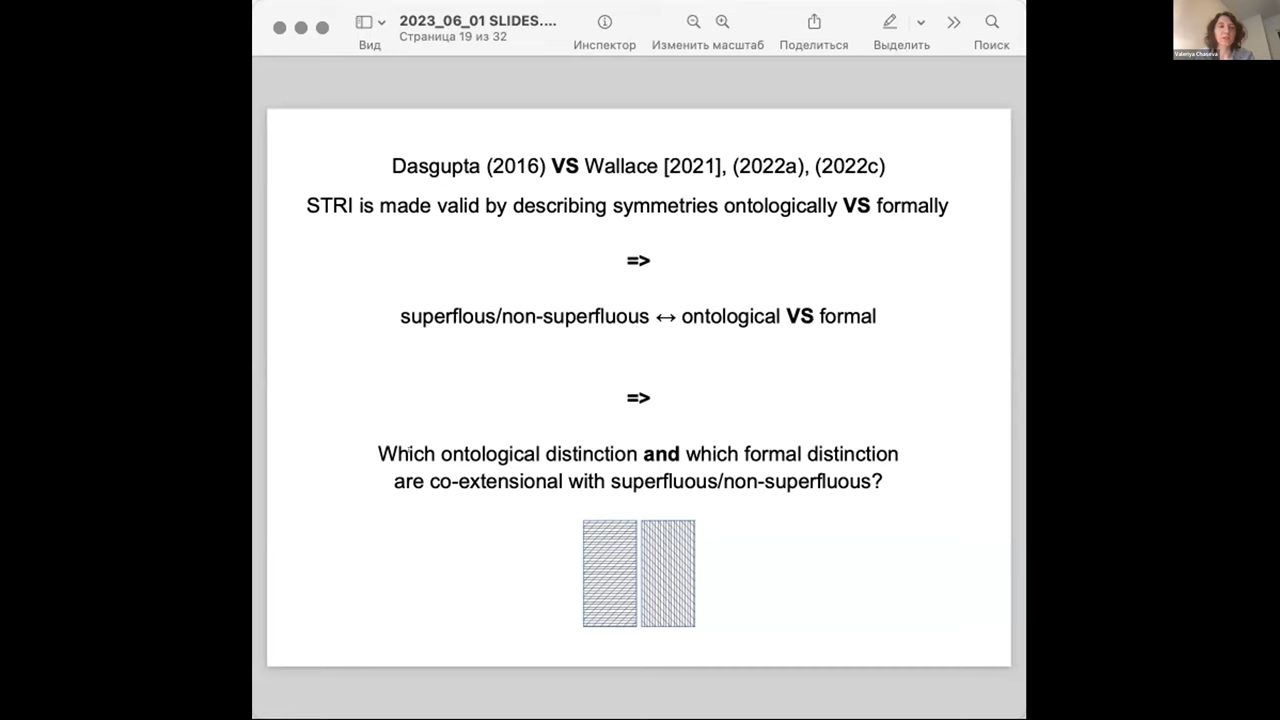 2023_06_01 SLIDES....
Страница 19 из 32
Вид
Инспектор
Изменить масштаб
Поделиться
Выделить
Поиск
Valeriya Chasova
Dasgupta (2016) VS Wallace [2021], (2022a), (2022c)
STRI is made valid by describing symmetries ontologically VS formally
=>
superflous/non-superfluous ↔ ontological VS formal
=>
Which ontological distinction and which formal distinction
are co-extensional with superfluous/non-superfluous?